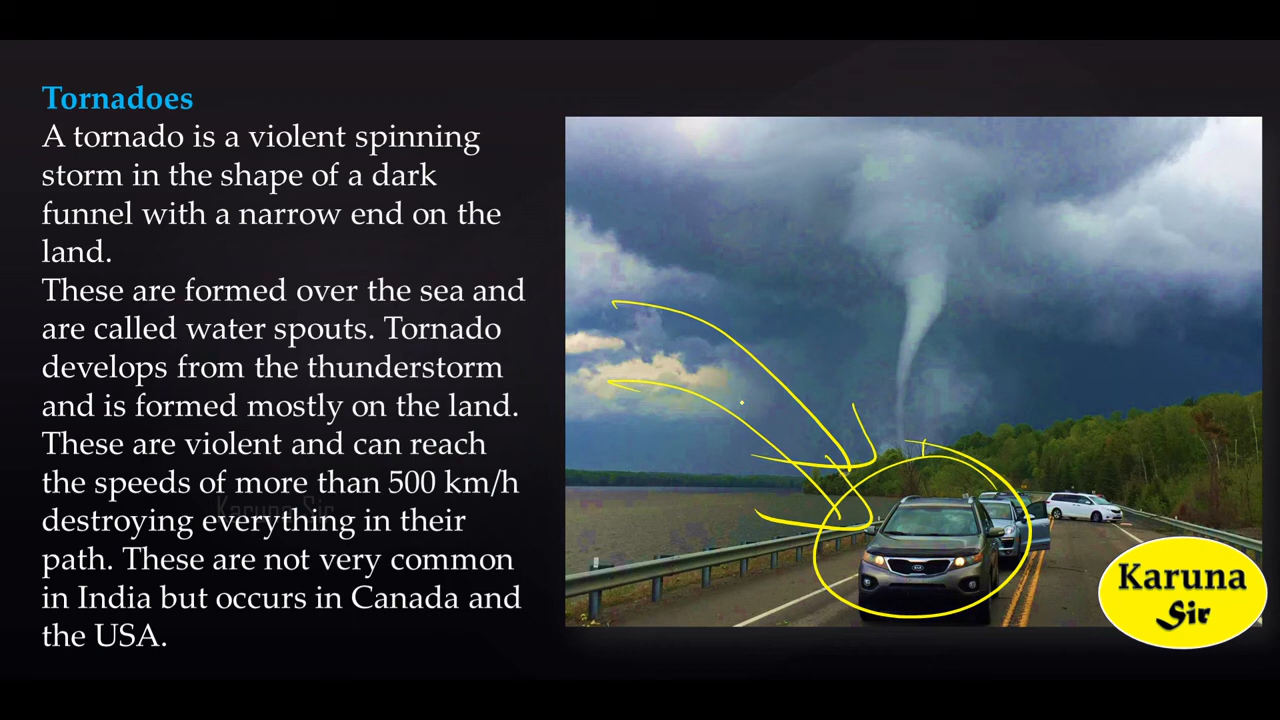 Tornadoes
A tornado is a violent spinning
storm in the shape of a dark
funnel with a narrow end on the
land.
These are formed over the sea and
are called water spouts. Tornado
develops from the thunderstorm
and is formed mostly on the land.
These are violent and can reach
the speeds of more than 500 km/h
destroying everything in their
path. These are not very common
in India but occurs in Canada and
the USA.
Karuna Sir
KIA
Karuna
Sir